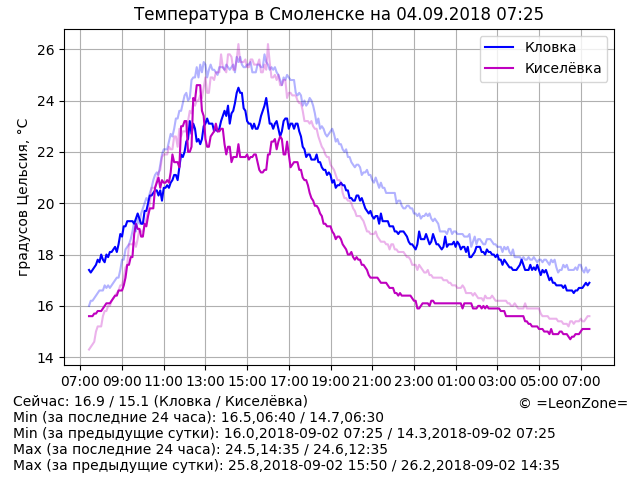 Температура в Смоленске на 04.09.2018 07:25
Кловка
Киселёвка
градусов Цельсия, °C
26
24
22
20
18
16
14
07:00 09:00 11:00 13:00 15:00 17:00 19:00 21:00 23:00 01:00 03:00 05:00 07:00
Сейчас: 16.9 / 15.1 (Кловка / Киселёвка)
© =LeonZone=
Min (за последние 24 часа): 16.5,06:40 / 14.7,06:30
Min (за предыдущие сутки): 16.0,2018-09-02 07:25 / 14.3,2018-09-02 07:25
Max (за последние 24 часа): 24.5,14:35 / 24.6,12:35
Max (за предыдущие сутки): 25.8,2018-09-02 15:50 / 26.2,2018-09-02 14:35